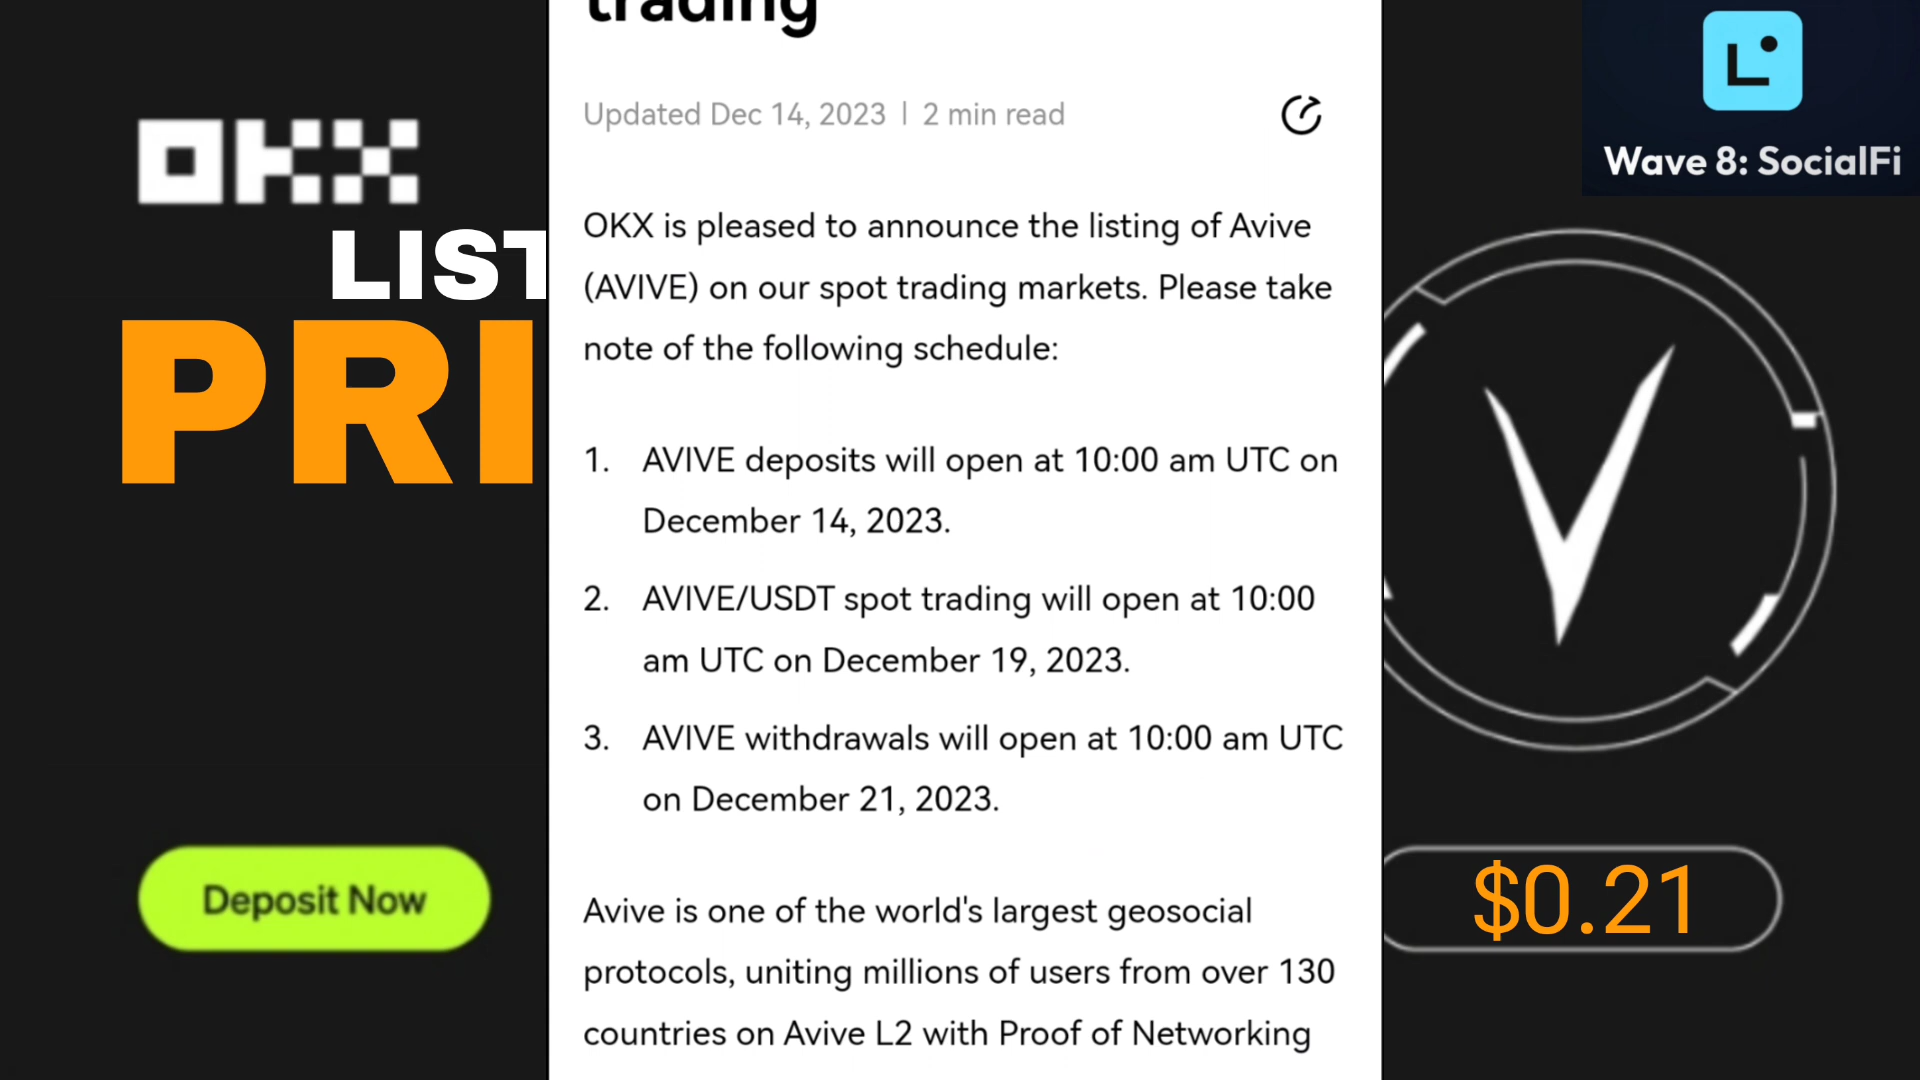 trading
Updated Dec 14, 2023 | 2 min read
OKX
LIST
PRI
OKX is pleased to announce the listing of Avive
(AVIVE) on our spot trading markets. Please take
note of the following schedule:
1. AVIVE deposits will open at 10:00 am UTC on
December 14, 2023.
2. AVIVE/USDT spot trading will open at 10:00
am UTC on December 19, 2023.
3. AVIVE withdrawals will open at 10:00 am UTC
on December 21, 2023.
Avive is one of the world's largest geosocial
protocols, uniting millions of users from over 130
countries on Avive L2 with Proof of Networking
Deposit Now
Wave 8: SocialFi
$0.21